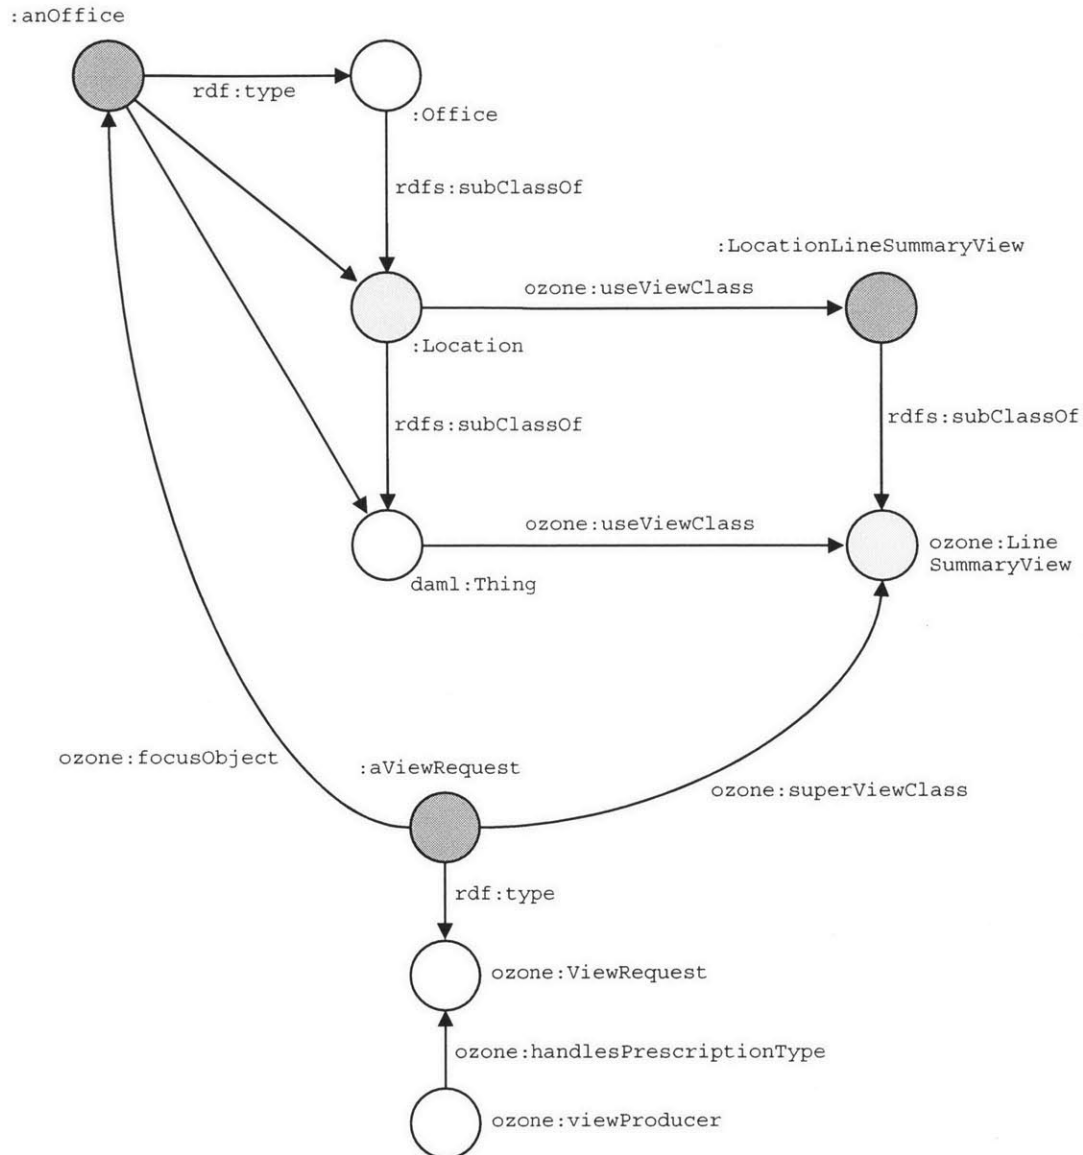 :anOffice
rdf:type
:Office
rdfs:subClassOf
:LocationLineSummaryView
ozone:useViewClass
:Location
rdfs:subClassOf
rdfs:subClassOf
ozone:useViewClass
ozone:Line
SummaryView
daml:Thing
ozone:focusObject
:aViewRequest
ozone:superViewClass
rdf:type
ozone:ViewRequest
ozone:handlesPrescriptionType
ozone:viewProducer